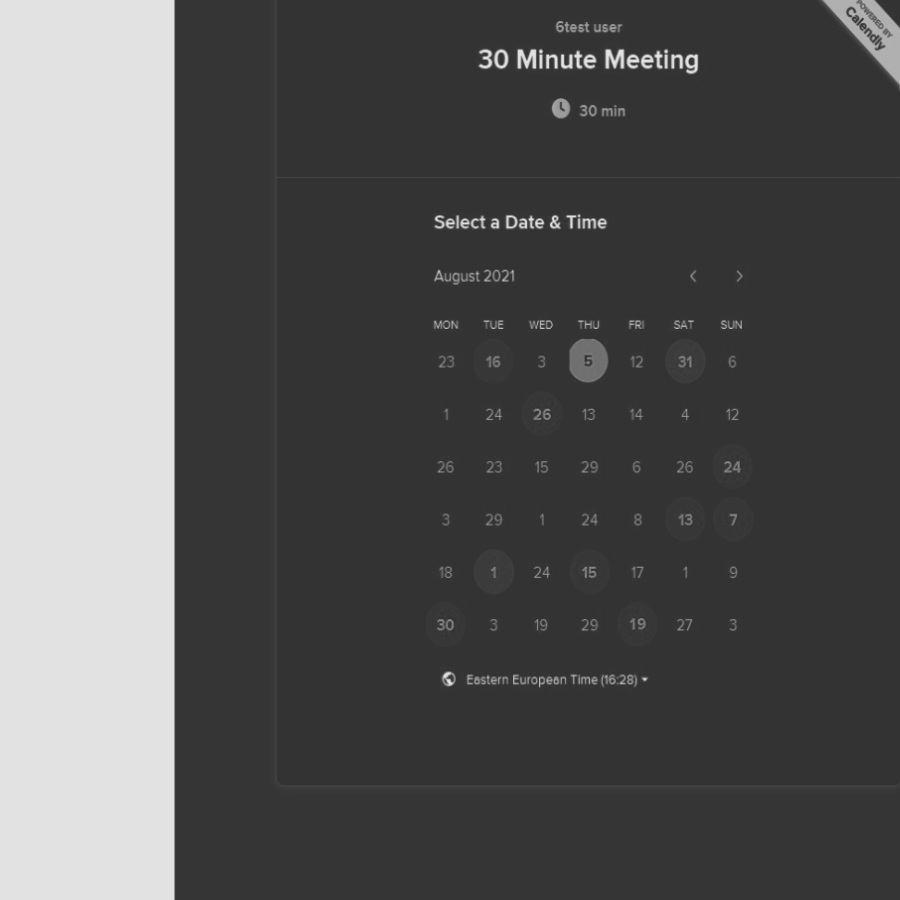 POWERED BY
Calendly
6test user
30 Minute Meeting
30 min
Select a Date & Time
August 2021
MON TUE WED THU FRI SAT SUN
23 16 3 5 12 31 6
1 24 26 13 14 4 12
26 23 15 29 6 26 24
3 29 1 24 8 13 7
18 1 24 15 17 1 9
30 3 19 29 19 27 3
Eastern European Time (16:28)